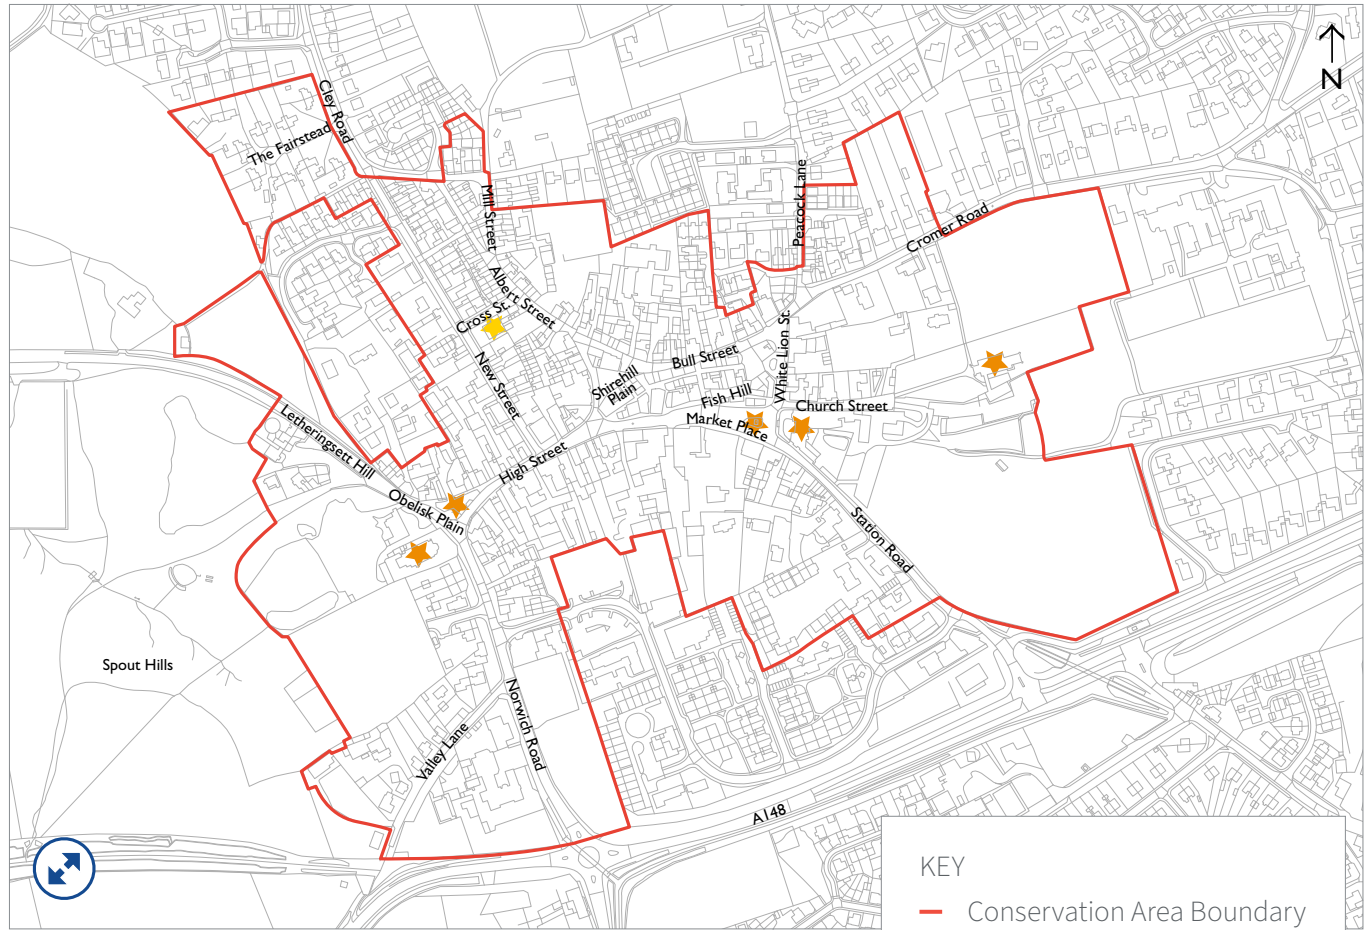 N
Cley Road
The Fairstead
Mill Street
Peacock Lane
Cromer Road
Albert Street
Cross St.
New Street
Shirehill
Plain
Bull Street
White Lion St.
Fish Hill
Church Street
Market Place
Letheringsett Hill
High Street
Obelisk Plain
Station Road
Spout Hills
Norwich Road
Valley Lane
A148
KEY
Conservation Area Boundary